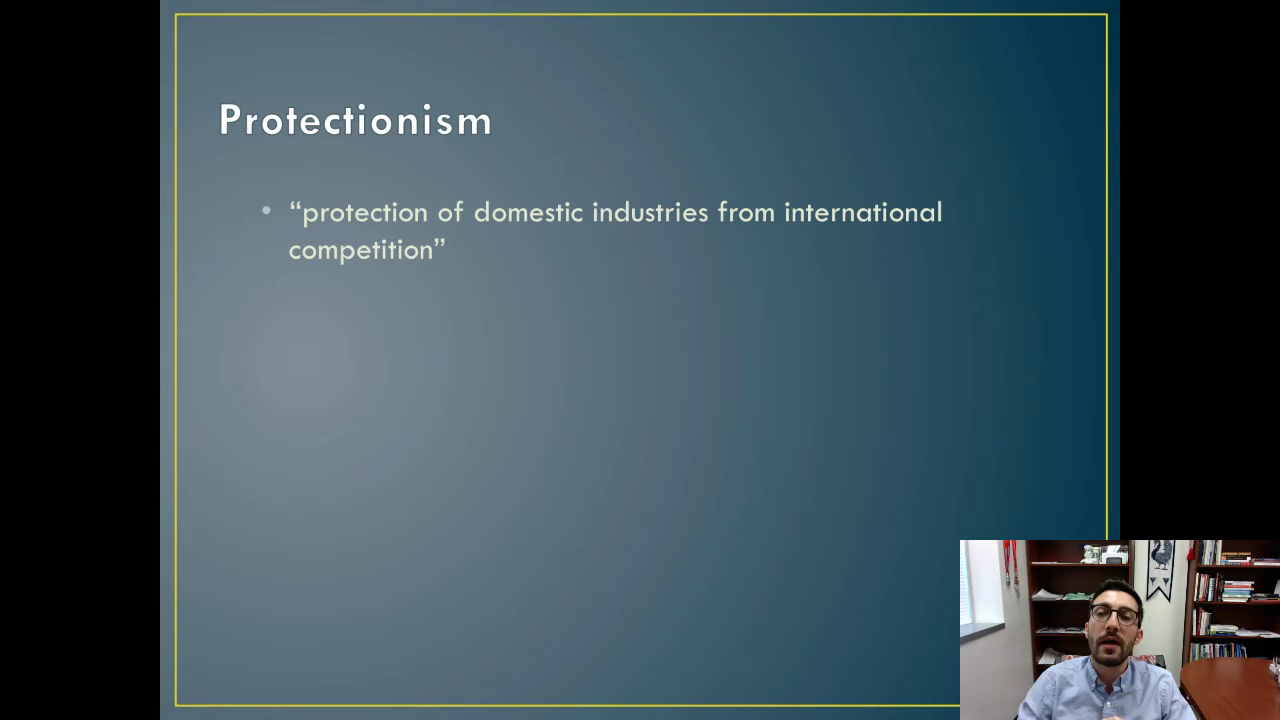 Protectionism
• “protection of domestic industries from international
competition”